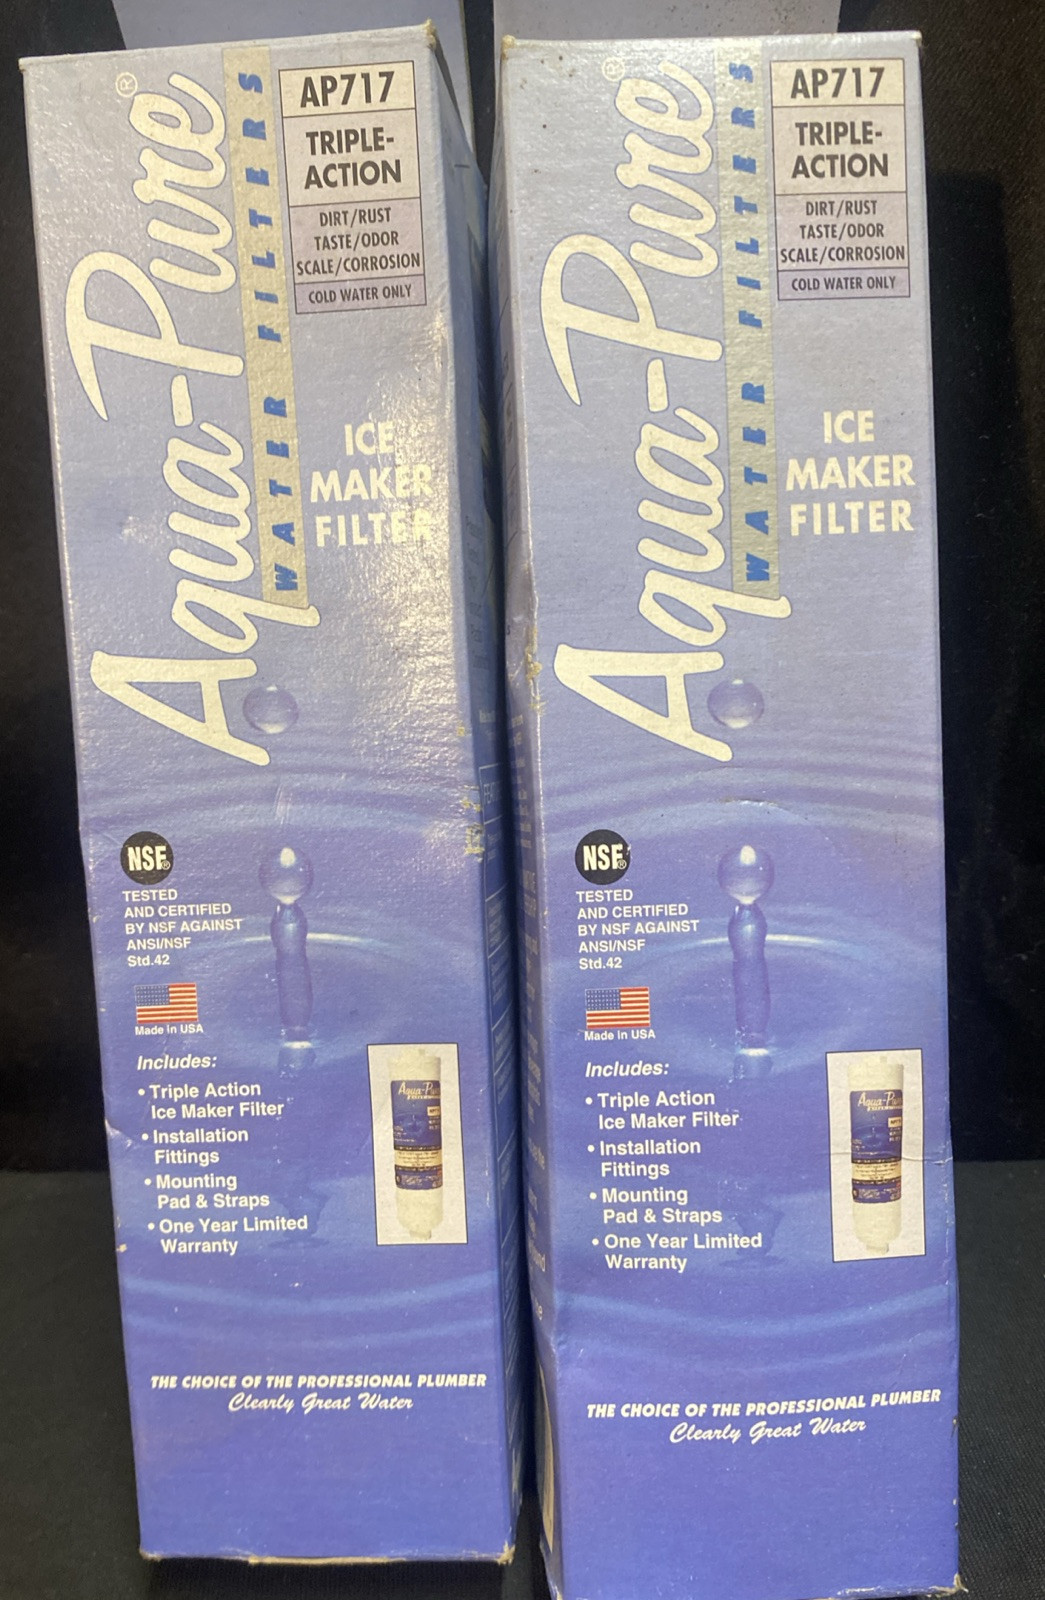 Aqua-Pure®
WATER FILTERS
AP717
TRIPLE-
ACTION
DIRT/RUST
TASTE/ODOR
SCALE/CORROSION
COLD WATER ONLY
ICE
MAKER
FILTER
NSF®
TESTED
AND CERTIFIED
BY NSF AGAINST
ANSI/NSF
Std.42
Made in USA
Includes:
• Triple Action
Ice Maker Filter
• Installation
Fittings
• Mounting
Pad & Straps
• One Year Limited
Warranty
Aqua-Pure
THE CHOICE OF THE PROFESSIONAL PLUMBER
Clearly Great Water
Aqua-Pure®
WATER FILTERS
AP717
TRIPLE-
ACTION
DIRT/RUST
TASTE/ODOR
SCALE/CORROSION
COLD WATER ONLY
ICE
MAKER
FILTER
NSF®
TESTED
AND CERTIFIED
BY NSF AGAINST
ANSI/NSF
Std.42
Made in USA
Includes:
• Triple Action
Ice Maker Filter
• Installation
Fittings
• Mounting
Pad & Straps
• One Year Limited
Warranty
Aqua-Pure
THE CHOICE OF THE PROFESSIONAL PLUMBER
Clearly Great Water